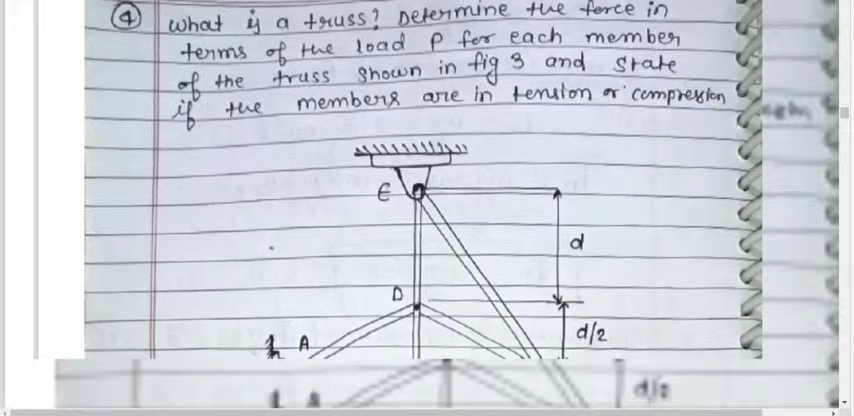 ④ What is a truss? Determine the force in
terms of the load P for each member
of the truss shown in fig 3 and state
if the members are in tension or compression
E
d
D
d/2
A
d/2